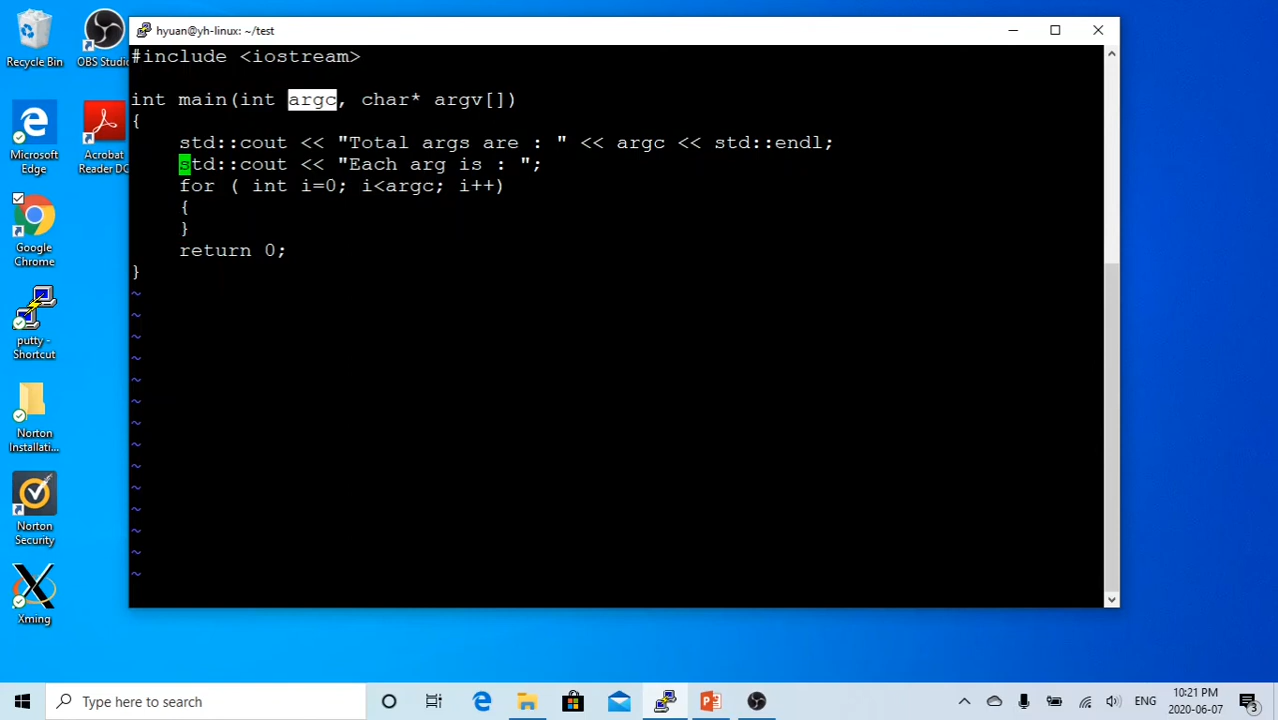 hyuan@yh-linux: ~/test
#include <iostream>
int main(int argc, char* argv[])
{
    std::cout << "Total args are : " << argc << std::endl;
    std::cout << "Each arg is : ";
    for ( int i=0; i<argc; i++)
    {
    }
    return 0;
}
~
~
~
~
~
~
~
~
~
~
~
~
~
~
Recycle Bin
OBS Studio
Microsoft
Edge
Acrobat
Reader DC
Google
Chrome
putty -
Shortcut
Norton
Installati...
Norton
Security
Xming
Type here to search
ENG
10:21 PM
2020-06-07
3